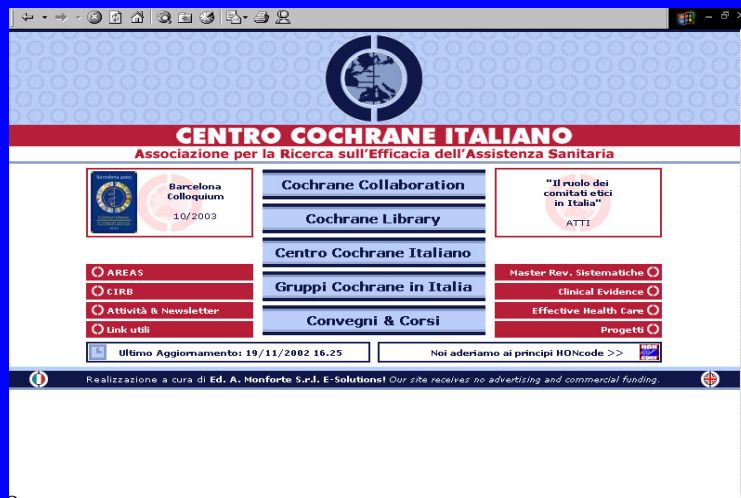 CENTRO COCHRANE ITALIANO
Associazione per la Ricerca sull'Efficacia dell'Assistenza Sanitaria
Barcelona
Colloquium
10/2003
Cochrane Collaboration
Cochrane Library
Centro Cochrane Italiano
Gruppi Cochrane in Italia
Convegni & Corsi
"Il ruolo dei
comitati etici
in Italia"
ATTI
AREAS
CIRB
Attività & Newsletter
Link utili
Master Rev. Sistematiche
Clinical Evidence
Effective Health Care
Progetti
Ultimo Aggiornamento: 19/11/2002 16.25
Noi aderiamo ai principi HONcode >>
Realizzazione a cura di Ed. A. Monforte S.r.l. E-Solutions! Our site receives no advertising and commercial funding.